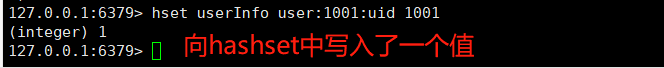 127.0.0.1:6379> hset userInfo user:1001:uid 1001
(integer) 1
127.0.0.1:6379> 向hashset中写入了一个值